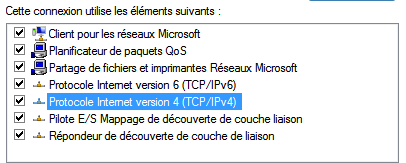 Cette connexion utilise les éléments suivants :
Client pour les réseaux Microsoft
Planificateur de paquets QoS
Partage de fichiers et imprimantes Réseaux Microsoft
Protocole Internet version 6 (TCP/IPv6)
Protocole Internet version 4 (TCP/IPv4)
Pilote E/S Mappage de découverte de couche liaison
Répondeur de découverte de couche de liaison